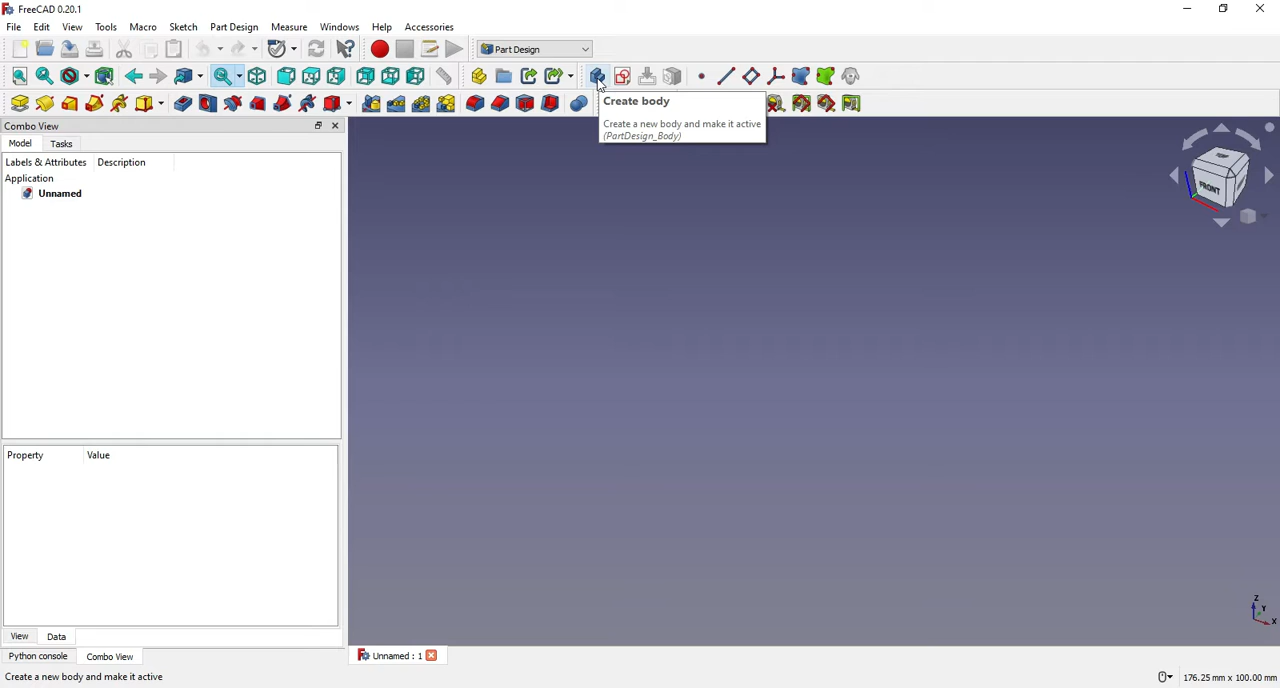 FreeCAD 0.20.1
File Edit View Tools Macro Sketch Part Design Measure Windows Help Accessories
Part Design
Create body
Create a new body and make it active
(PartDesign_Body)
Combo View
Model Tasks
Labels & Attributes Description
Application
Unnamed
FRONT
Property Value
Z
Y
X
View Data
Python console Combo View
Unnamed : 1
Create a new body and make it active
176.25 mm x 100.00 mm